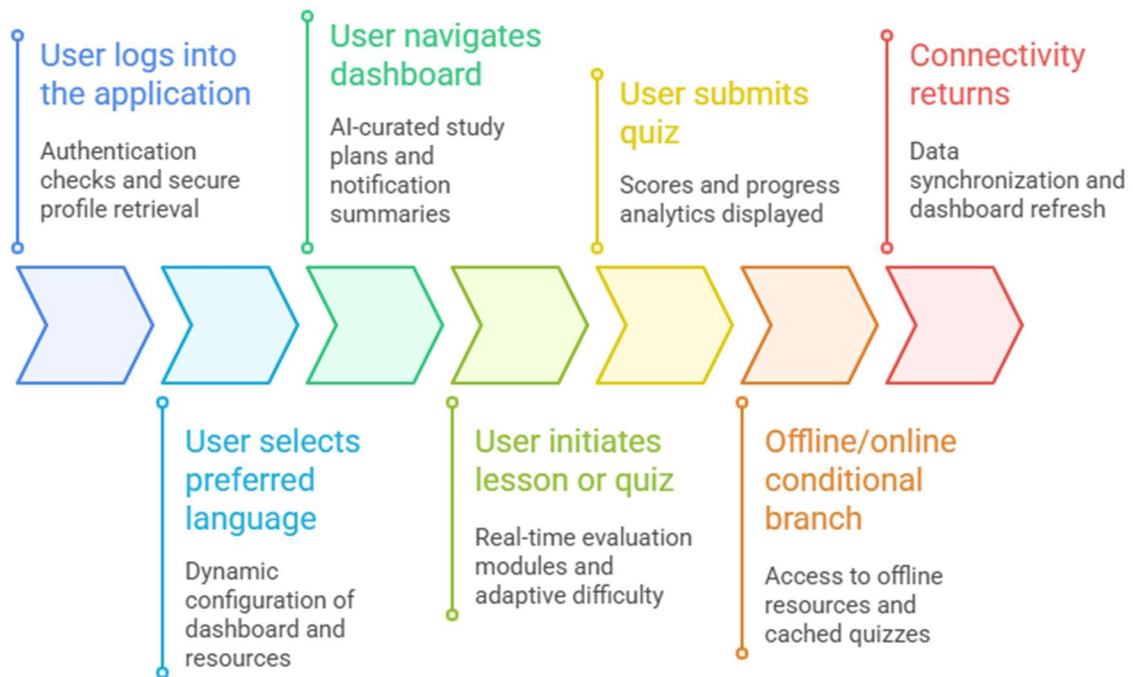 User logs into
the application
Authentication
checks and secure
profile retrieval
User selects
preferred
language
Dynamic
configuration of
dashboard and
resources
User navigates
dashboard
AI-curated study
plans and
notification
summaries
User initiates
lesson or quiz
Real-time evaluation
modules and
adaptive difficulty
User submits
quiz
Scores and progress
analytics displayed
Offline/online
conditional
branch
Access to offline
resources and
cached quizzes
Connectivity
returns
Data
synchronization and
dashboard refresh